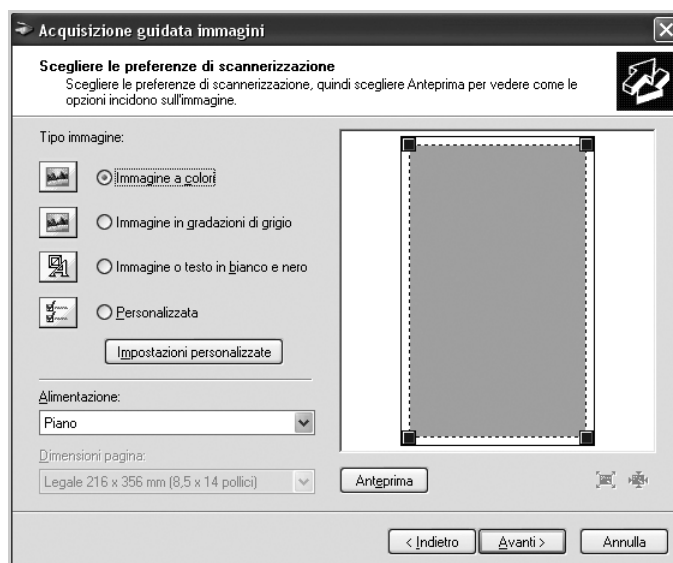 Acquisizione guidata immagini
Scegliere le preferenze di scannerizzazione
Scegliere le preferenze di scannerizzazione, quindi scegliere Anteprima per vedere come le
opzioni incidono sull'immagine.
Tipo immagine:
Immagine a colori
Immagine in gradazioni di grigio
Immagine o testo in bianco e nero
Personalizzata
Impostazioni personalizzate
Alimentazione:
Piano
Dimensioni pagina:
Legale 216 x 356 mm (8,5 x 14 pollici)
Anteprima
< Indietro
Avanti >
Annulla